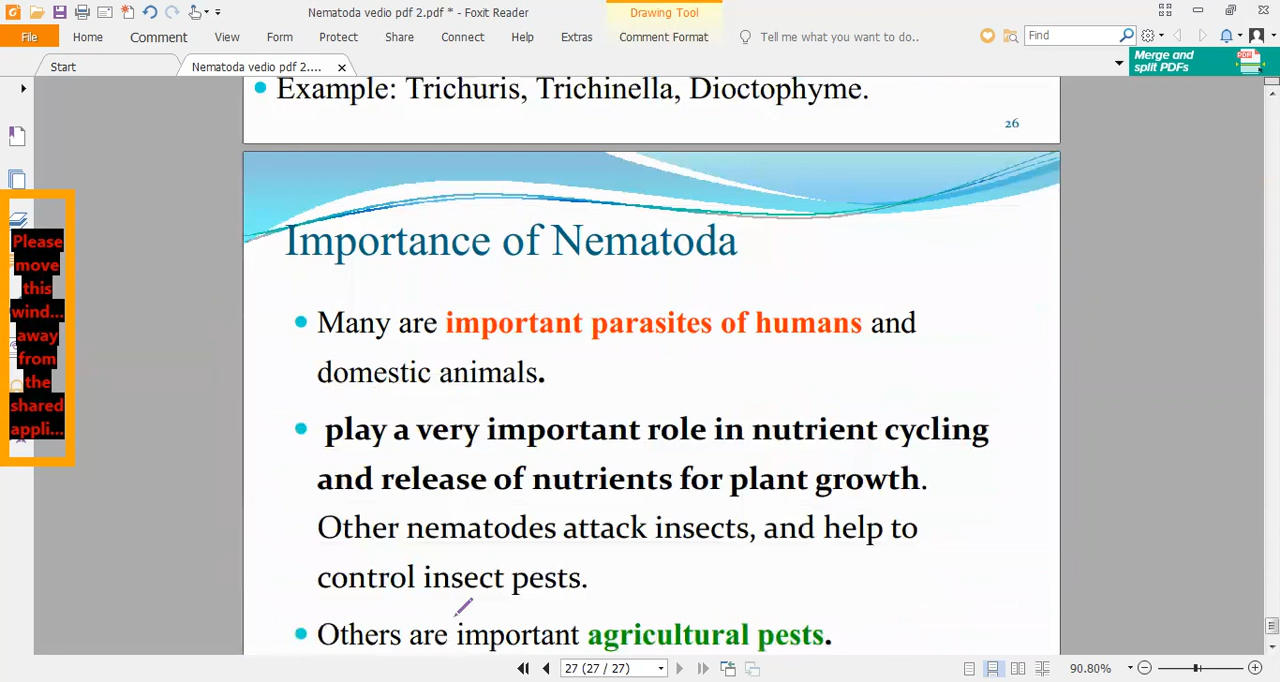 Nematoda vedio pdf 2.pdf * - Foxit Reader
Drawing Tool
File
Home
Comment
View
Form
Protect
Share
Connect
Help
Extras
Comment Format
Tell me what you want to do..
Find
Start
Nematoda vedio pdf 2....
Merge and
split PDFs
PDF
Example: Trichuris, Trichinella, Dioctophyme.
26
Please
move
this
wind...
away
from
the
shared
appli...
Importance of Nematoda
Many are important parasites of humans and
domestic animals.
play a very important role in nutrient cycling
and release of nutrients for plant growth.
Other nematodes attack insects, and help to
control insect pests.
Others are important agricultural pests.
27 (27 / 27)
90.80%